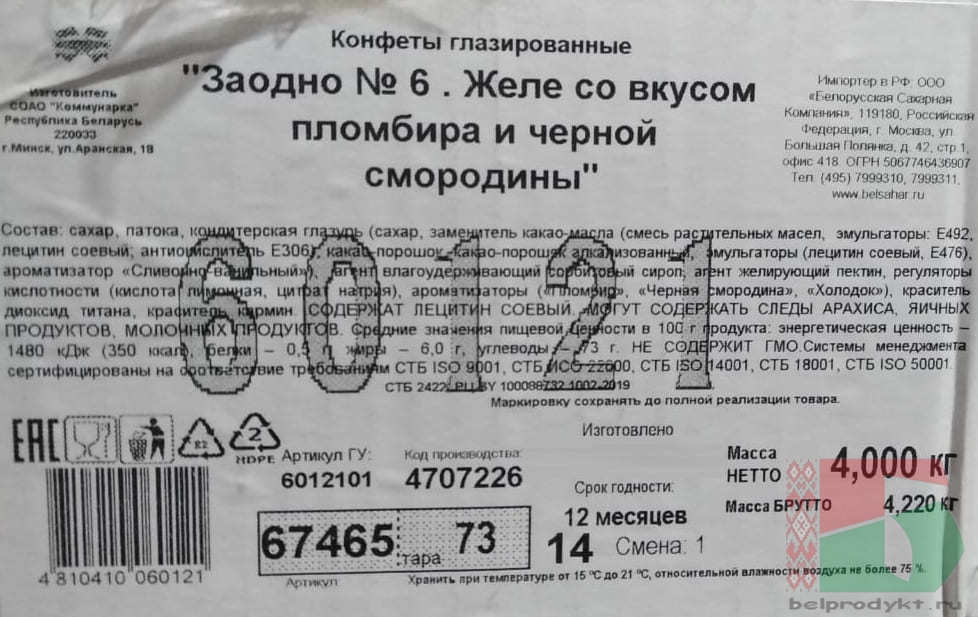 Конфеты глазированные
"Заодно № 6 . Желе со вкусом
пломбира и черной
смородины"
Изготовитель
СОАО "Коммунарка"
Республика Беларусь
220033
г.Минск, ул.Аранская, 18
Импортер в РФ: ООО
«Белорусская Сахарная
Компания», 119180, Российская
Федерация, г. Москва, ул.
Большая Полянка, д. 42, стр.1,
офис 418. ОГРН 5067746436907
Тел. (495) 7999310, 7999311.
www.belsahar.ru
Состав: сахар, патока, кондитерская глазурь (сахар, заменитель какао-масла (смесь растительных масел, эмульгаторы: Е492,
лецитин соевый; антиокислитель Е306), какао-порошок, какао-порошок алкализованный, эмульгаторы (лецитин соевый, Е476),
ароматизатор «Сливочно-ванильный»), агент влагоудерживающий сорбитовый сироп, агент желирующий пектин, регуляторы
кислотности (кислота лимонная, цитрат натрия), ароматизаторы («Пломбир», «Черная смородина», «Холодок»), краситель
диоксид титана, краситель кармин. СОДЕРЖАТ ЛЕЦИТИН СОЕВЫЙ. МОГУТ СОДЕРЖАТЬ СЛЕДЫ АРАХИСА, ЯИЧНЫХ
ПРОДУКТОВ, МОЛОЧНЫХ ПРОДУКТОВ. Средние значения пищевой ценности в 100 г продукта: энергетическая ценность –
1480 кДж (350 ккал), белки – 0,5 г, жиры – 6,0 г, углеводы – 73 г. НЕ СОДЕРЖИТ ГМО.Системы менеджмента
сертифицированы на соответствие требованиям СТБ ISO 9001, СТБ ИСО 22000, СТБ ISO 14001, СТБ 18001, СТБ ISO 50001.
60121
СТБ 2422, BY 100088732.1002-2019
Маркировку сохранять до полной реализации товара.
EAC
82
2
HDPE
Артикул ГУ:
6012101
Код производства:
4707226
Изготовлено
Срок годности:
12 месяцев
14 Смена: 1
Масса
НЕТТО 4,000 кг
Масса БРУТТО 4,220 кг
67465 тара 73
Артикул
Хранить при температуре от 15 °С до 21 °С, относительной влажности воздуха не более 75 %.
4 810410 060121
belprodykt.ru